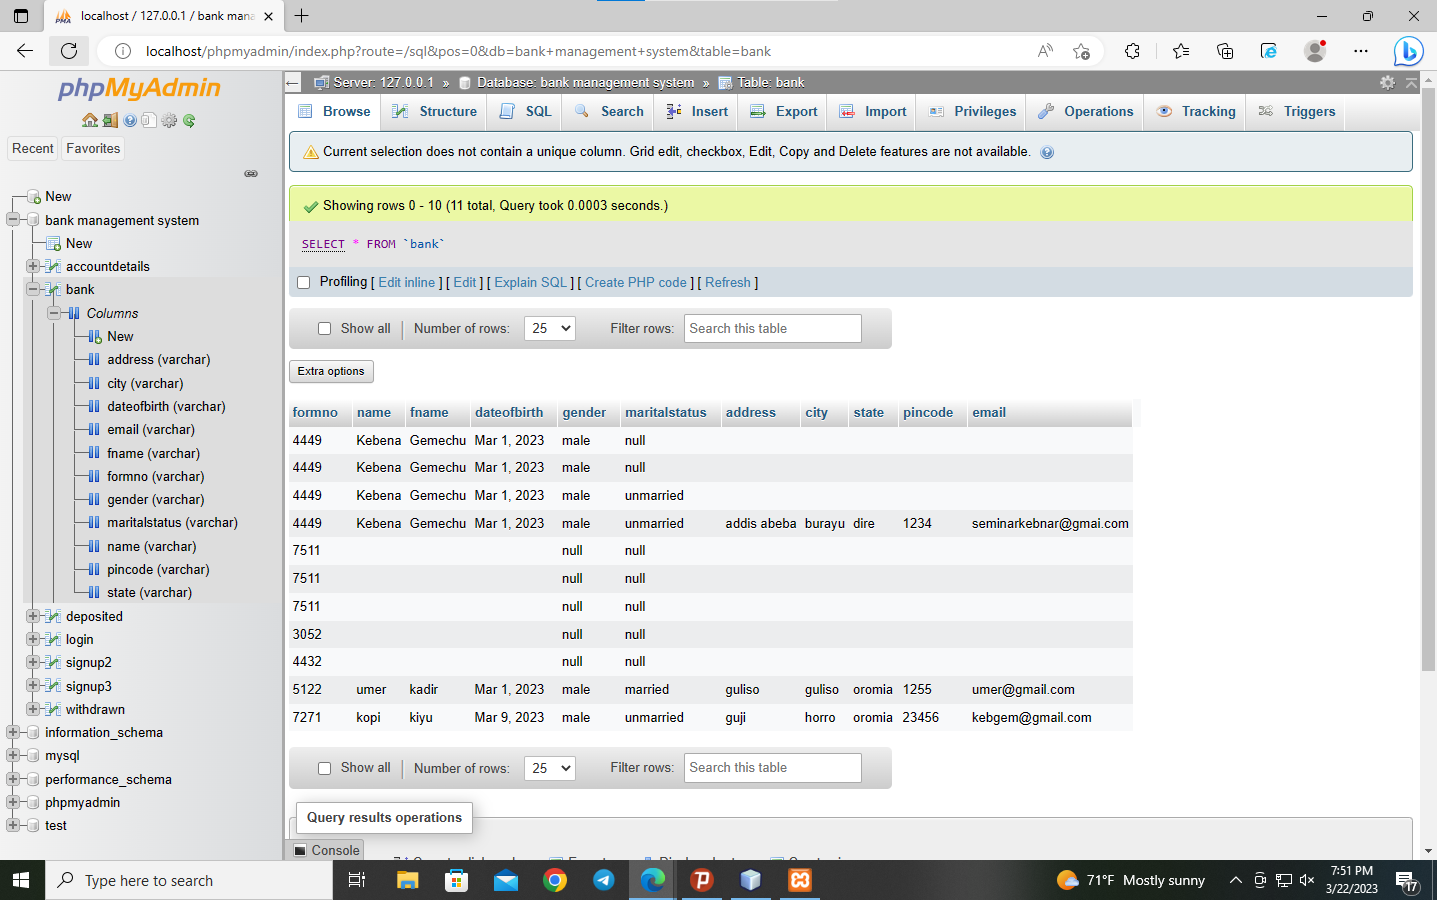 localhost / 127.0.0.1 / bank mana
localhost/phpmyadmin/index.php?route=/sql&pos=0&db=bank+management+system&table=bank
phpMyAdmin
Recent Favorites
New
bank management system
New
accountdetails
bank
Columns
New
address (varchar)
city (varchar)
dateofbirth (varchar)
email (varchar)
fname (varchar)
formno (varchar)
gender (varchar)
maritalstatus (varchar)
name (varchar)
pincode (varchar)
state (varchar)
deposited
login
signup2
signup3
withdrawn
information_schema
mysql
performance_schema
phpmyadmin
test
Server: 127.0.0.1 » Database: bank management system » Table: bank
Browse Structure SQL Search Insert Export Import Privileges Operations Tracking Triggers
Current selection does not contain a unique column. Grid edit, checkbox, Edit, Copy and Delete features are not available.
Showing rows 0 - 10 (11 total, Query took 0.0003 seconds.)
SELECT * FROM `bank`
Profiling [ Edit inline ] [ Edit ] [ Explain SQL ] [ Create PHP code ] [ Refresh ]
Show all Number of rows: 25 Filter rows: Search this table
Extra options
formno name fname dateofbirth gender maritalstatus address city state pincode email
4449 Kebena Gemechu Mar 1, 2023 male null
4449 Kebena Gemechu Mar 1, 2023 male null
4449 Kebena Gemechu Mar 1, 2023 male unmarried
4449 Kebena Gemechu Mar 1, 2023 male unmarried addis abeba burayu dire 1234 seminarkebnar@gmai.com
7511 null null
7511 null null
7511 null null
3052 null null
4432 null null
5122 umer kadir Mar 1, 2023 male married guliso guliso oromia 1255 umer@gmail.com
7271 kopi kiyu Mar 9, 2023 male unmarried guji horro oromia 23456 kebgem@gmail.com
Show all Number of rows: 25 Filter rows: Search this table
Query results operations
Console
Type here to search
71°F Mostly sunny
7:51 PM
3/22/2023
17